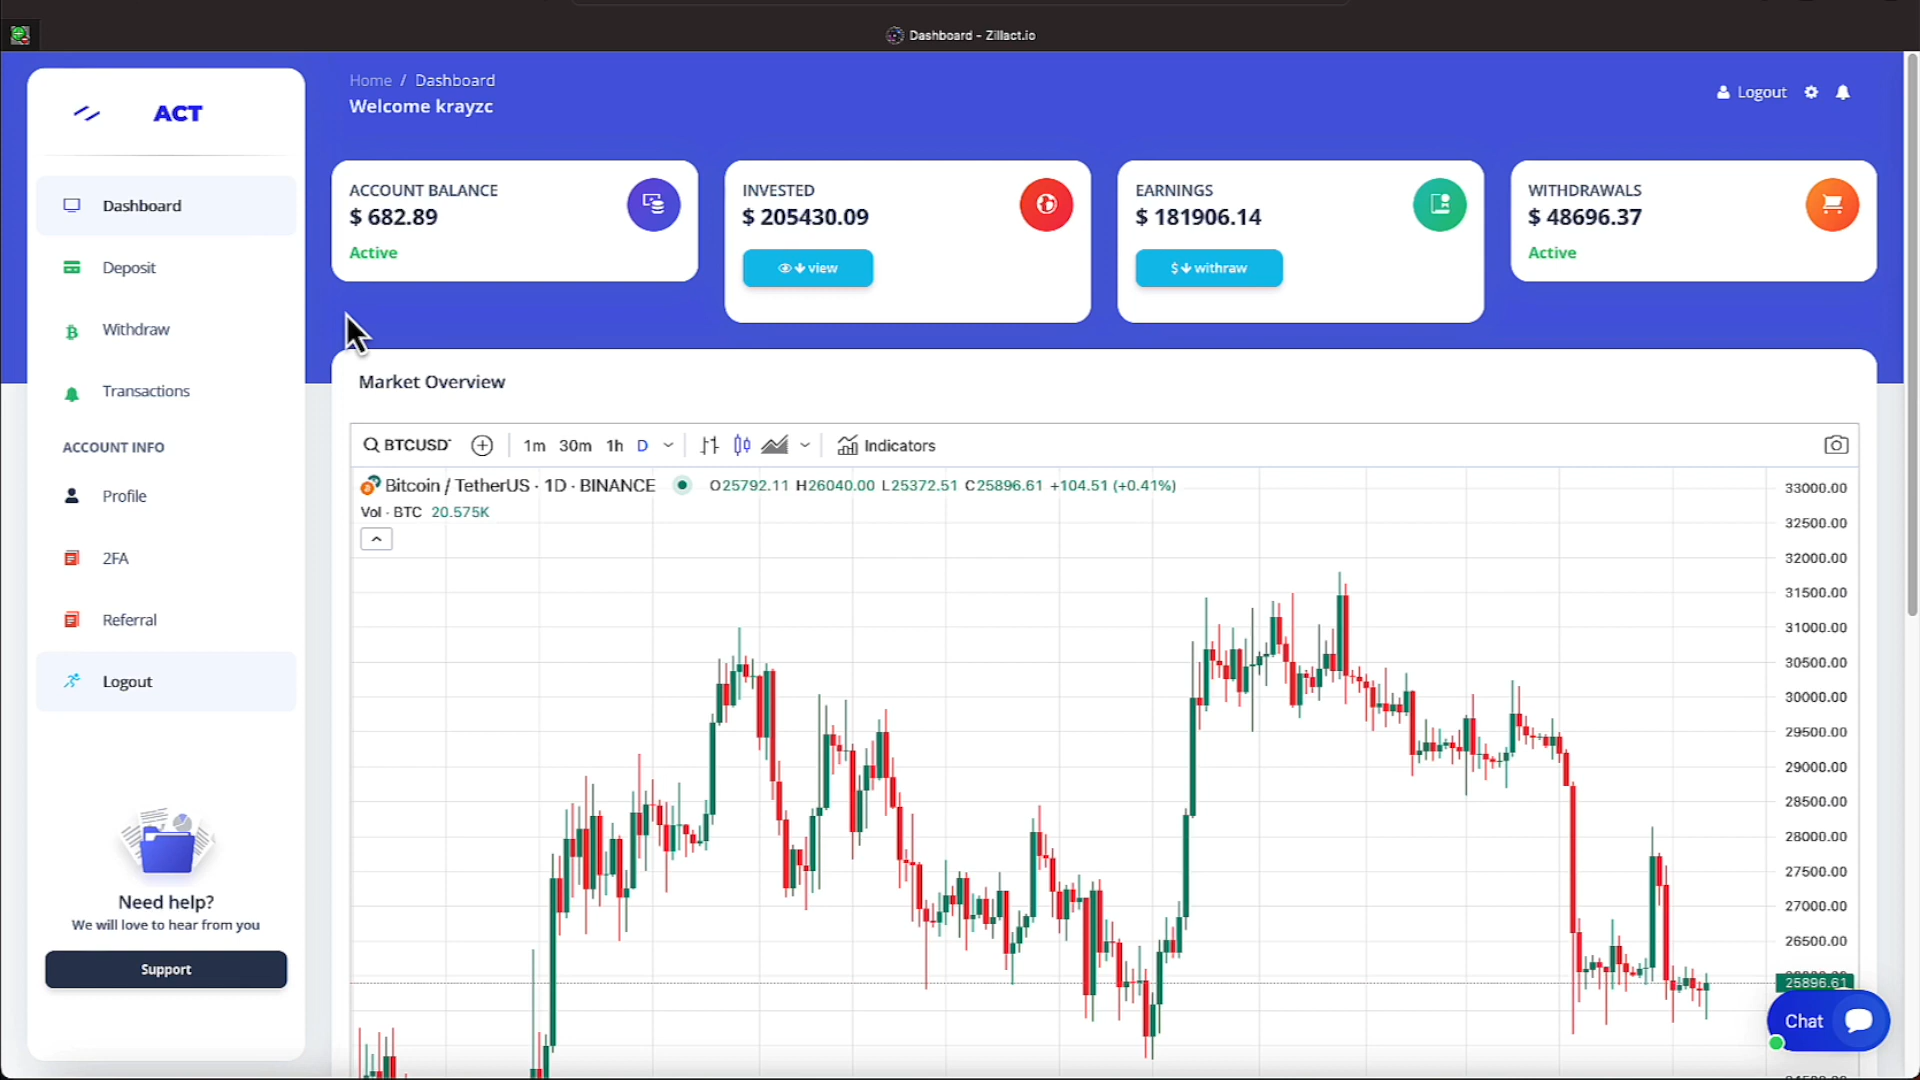 Dashboard - Zillact.io
ACT
Home / Dashboard
Welcome krayzc
Logout
Dashboard
Deposit
Withdraw
Transactions
ACCOUNT INFO
Profile
2FA
Referral
Logout
Need help?
We will love to hear from you
Support
ACCOUNT BALANCE
$ 682.89
Active
INVESTED
$ 205430.09
view
EARNINGS
$ 181906.14
$ withraw
WITHDRAWALS
$ 48696.37
Active
Market Overview
BTCUSD 1m 30m 1h D Indicators
Bitcoin / TetherUS · 1D · BINANCE O25792.11 H26040.00 L25372.51 C25896.61 +104.51 (+0.41%)
Vol · BTC 20.575K
33000.00
32500.00
32000.00
31500.00
31000.00
30500.00
30000.00
29500.00
29000.00
28500.00
28000.00
27500.00
27000.00
26500.00
25896.61
Chat